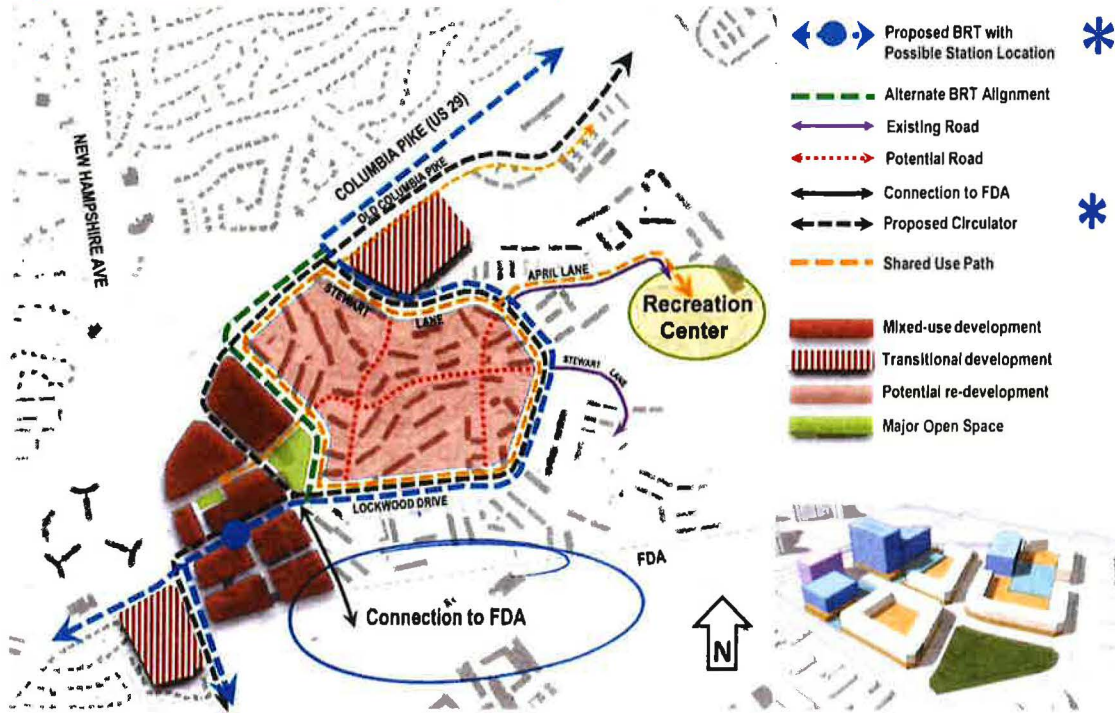 Proposed BRT with
Possible Station Location
Alternate BRT Alignment
Existing Road
Potential Road
Connection to FDA
Proposed Circulator
Shared Use Path
Mixed-use development
Transitional development
Potential re-development
Major Open Space
NEW HAMPSHIRE AVE
COLUMBIA PIKE (US 29)
OLD COLUMBIA PIKE
STEWART
LANE
APRIL LANE
Recreation
Center
STEWART LANE
LOCKWOOD DRIVE
FDA
Connection to FDA
N